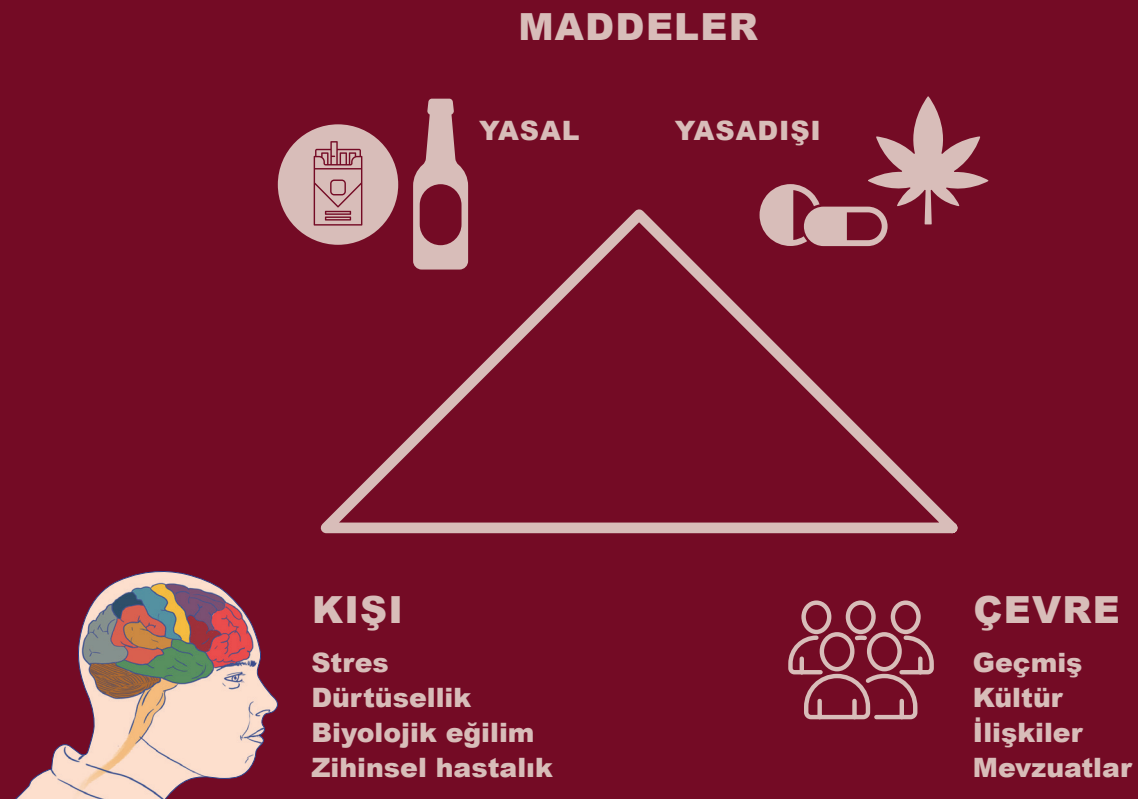 MADDELER
YASAL
YASADIŞI
KIŞI
Stres
Dürtüsellik
Biyolojik eğilim
Zihinsel hastalık
ÇEVRE
Geçmiş
Kültür
İlişkiler
Mevzuatlar